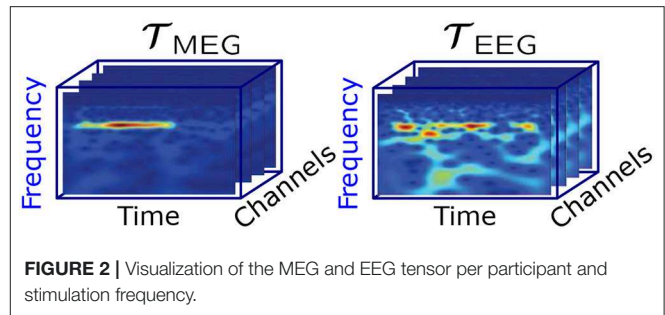 𝓣MEG
Frequency
Time
Channels
𝓣EEG
Frequency
Time
Channels
FIGURE 2 | Visualization of the MEG and EEG tensor per participant and
stimulation frequency.